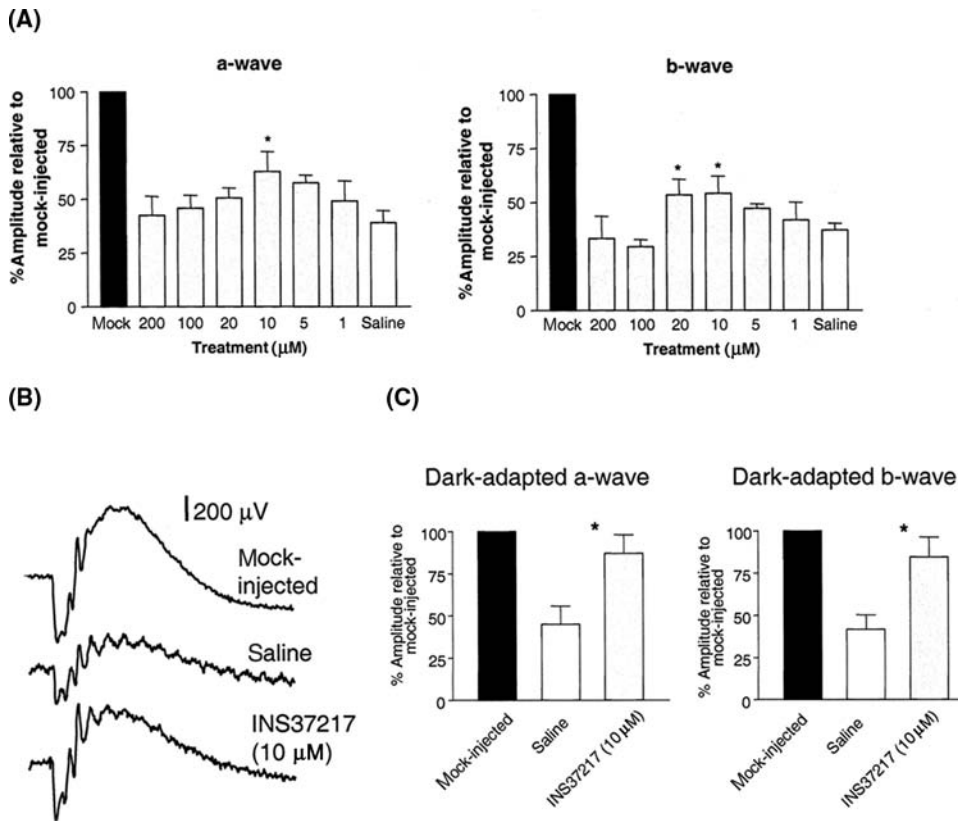 (A)
a-wave
%Amplitude relative to
mock-injected
100
75
50
25
0
*
Mock 200 100 20 10 5 1 Saline
Treatment (μM)
b-wave
%Amplitude relative to
mock-injected
100
75
50
25
0
* *
Mock 200 100 20 10 5 1 Saline
Treatment (μM)
(B)
200 μV
Mock-
injected
Saline
INS37217
(10 μM)
(C)
Dark-adapted a-wave
% Amplitude relative to
mock-injected
100
75
50
25
0
*
Mock-injected
Saline
INS37217 (10 μM)
Dark-adapted b-wave
% Amplitude relative to
mock-injected
100
75
50
25
0
*
Mock-injected
Saline
INS37217 (10 μM)